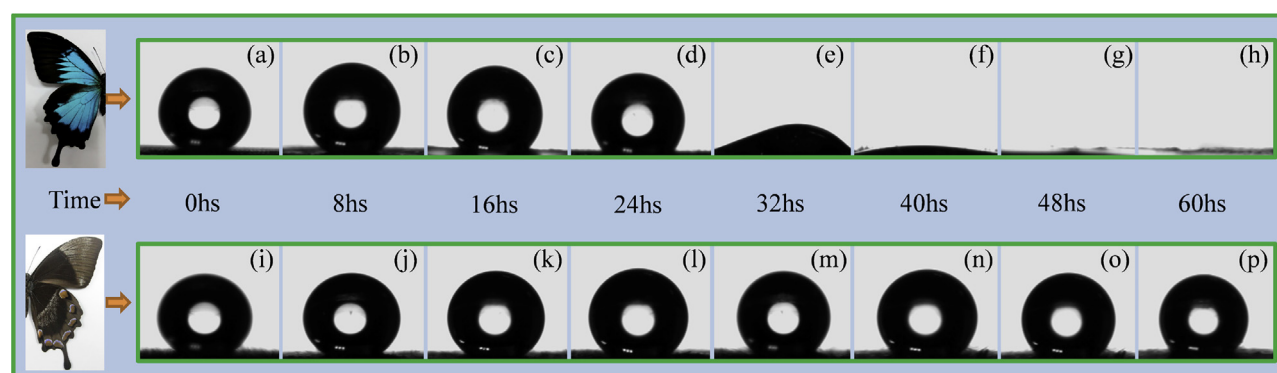 (a) (b) (c) (d) (e) (f) (g) (h)
Time 0hs 8hs 16hs 24hs 32hs 40hs 48hs 60hs
(i) (j) (k) (l) (m) (n) (o) (p)